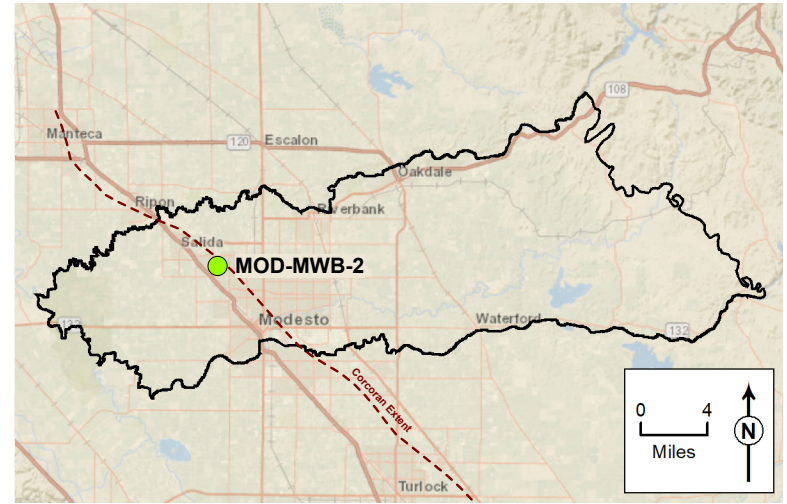 108
Manteca
120
Escalon
Oakdale
Ripon
Riverbank
Salida
MOD-MWB-2
132
Modesto
Waterford
132
Corcoran Extent
Turlock
0 4
Miles
N